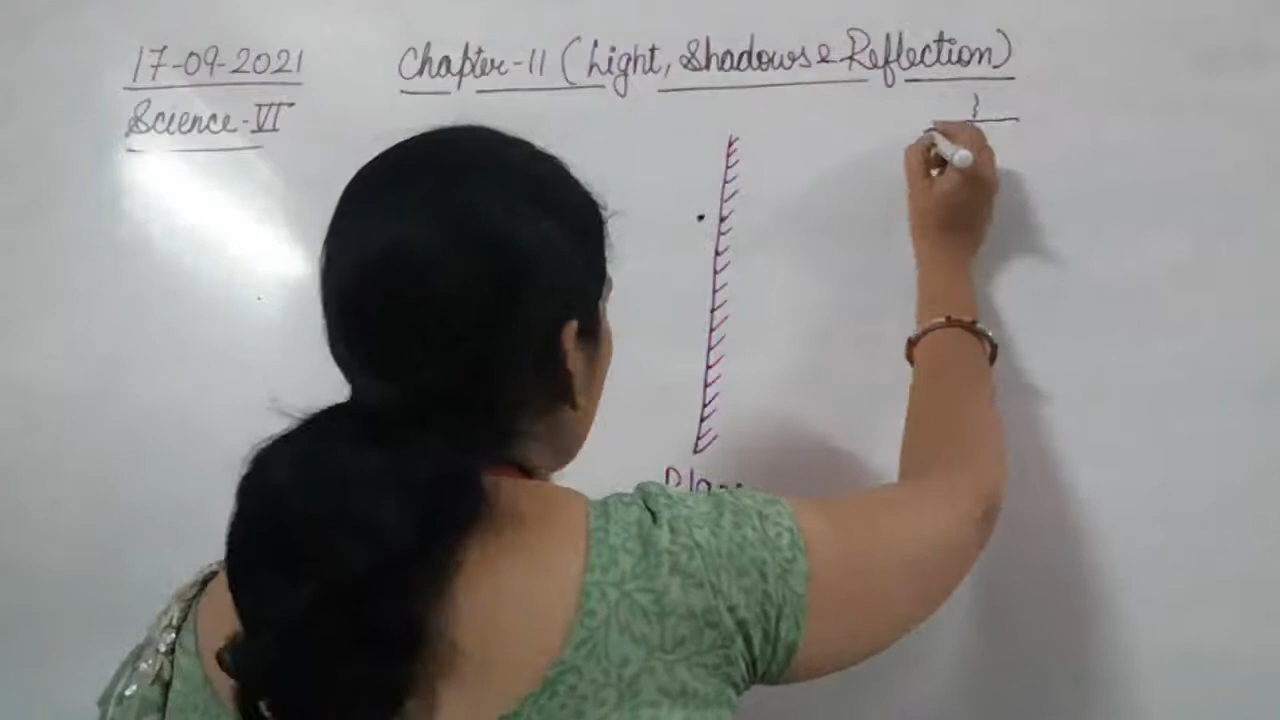 17-09-2021
Chapter-11 (Light, Shadows & Reflection)
Science-VI